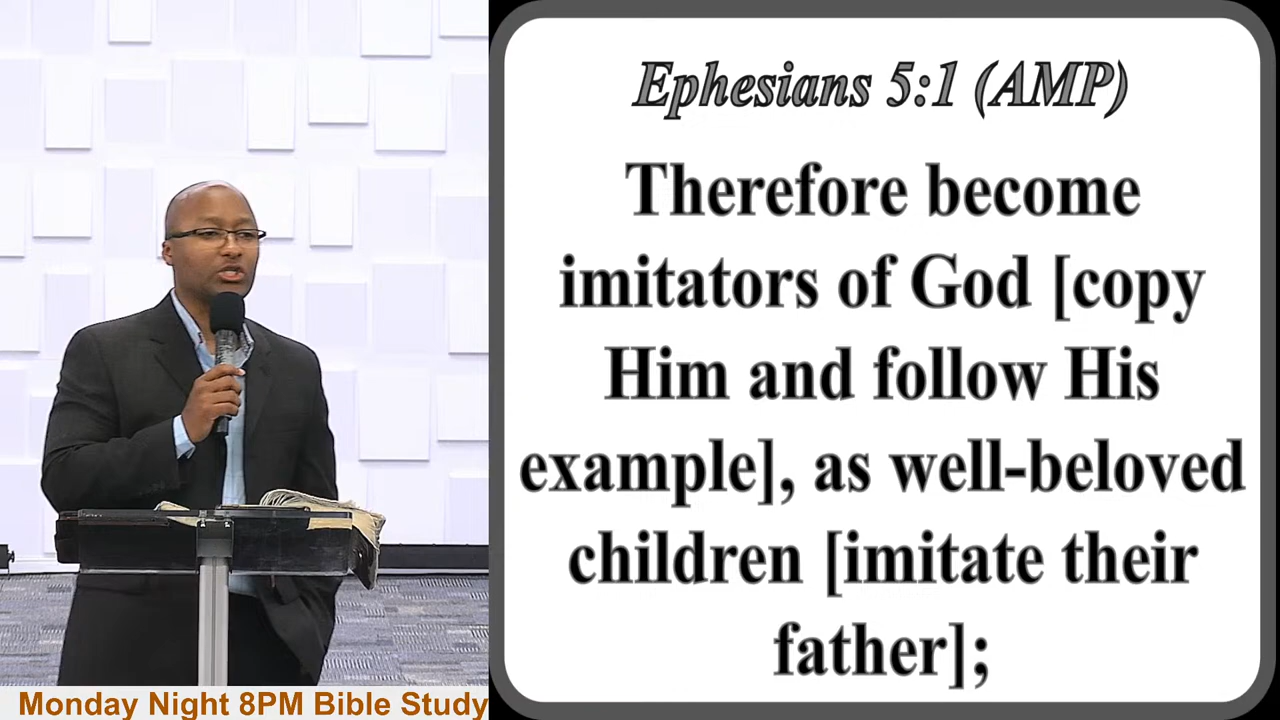 Ephesians 5:1 (AMP)
Therefore become
imitators of God [copy
Him and follow His
example], as well-beloved
children [imitate their
father];
Monday Night 8PM Bible Study